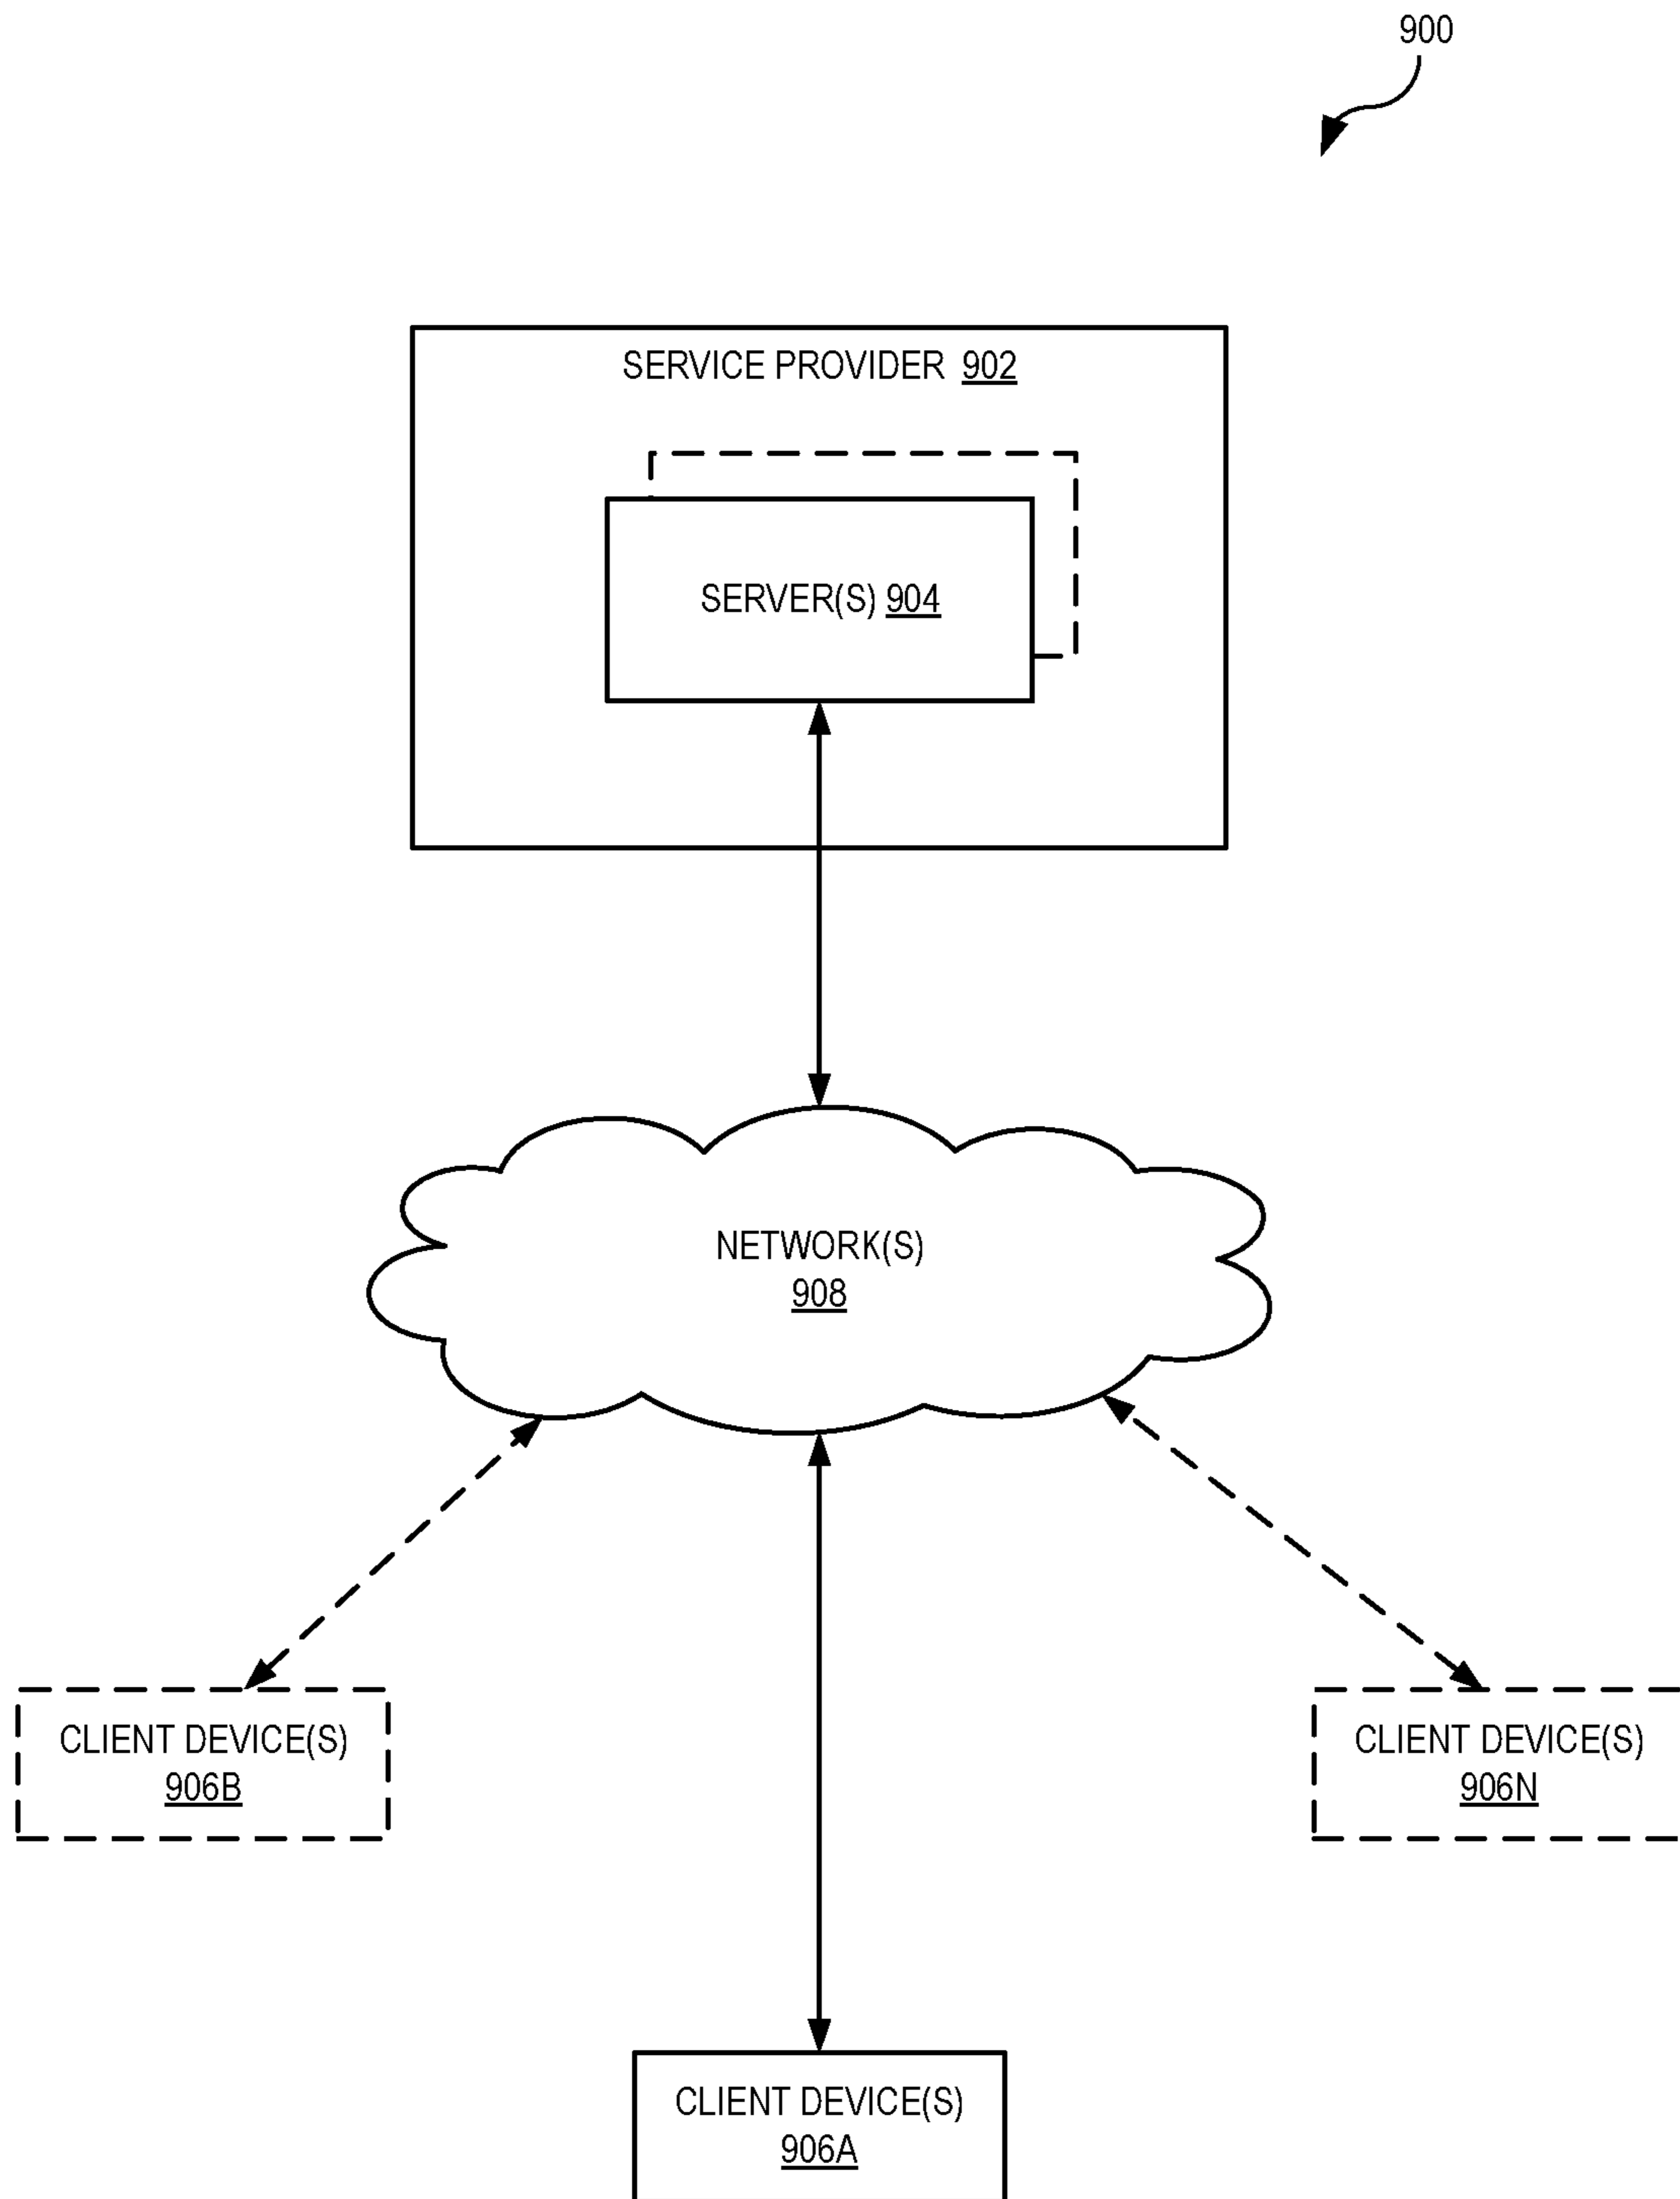 900
SERVICE PROVIDER 902
SERVER(S) 904
NETWORK(S)
908
CLIENT DEVICE(S)
906B
CLIENT DEVICE(S)
906N
CLIENT DEVICE(S)
906A